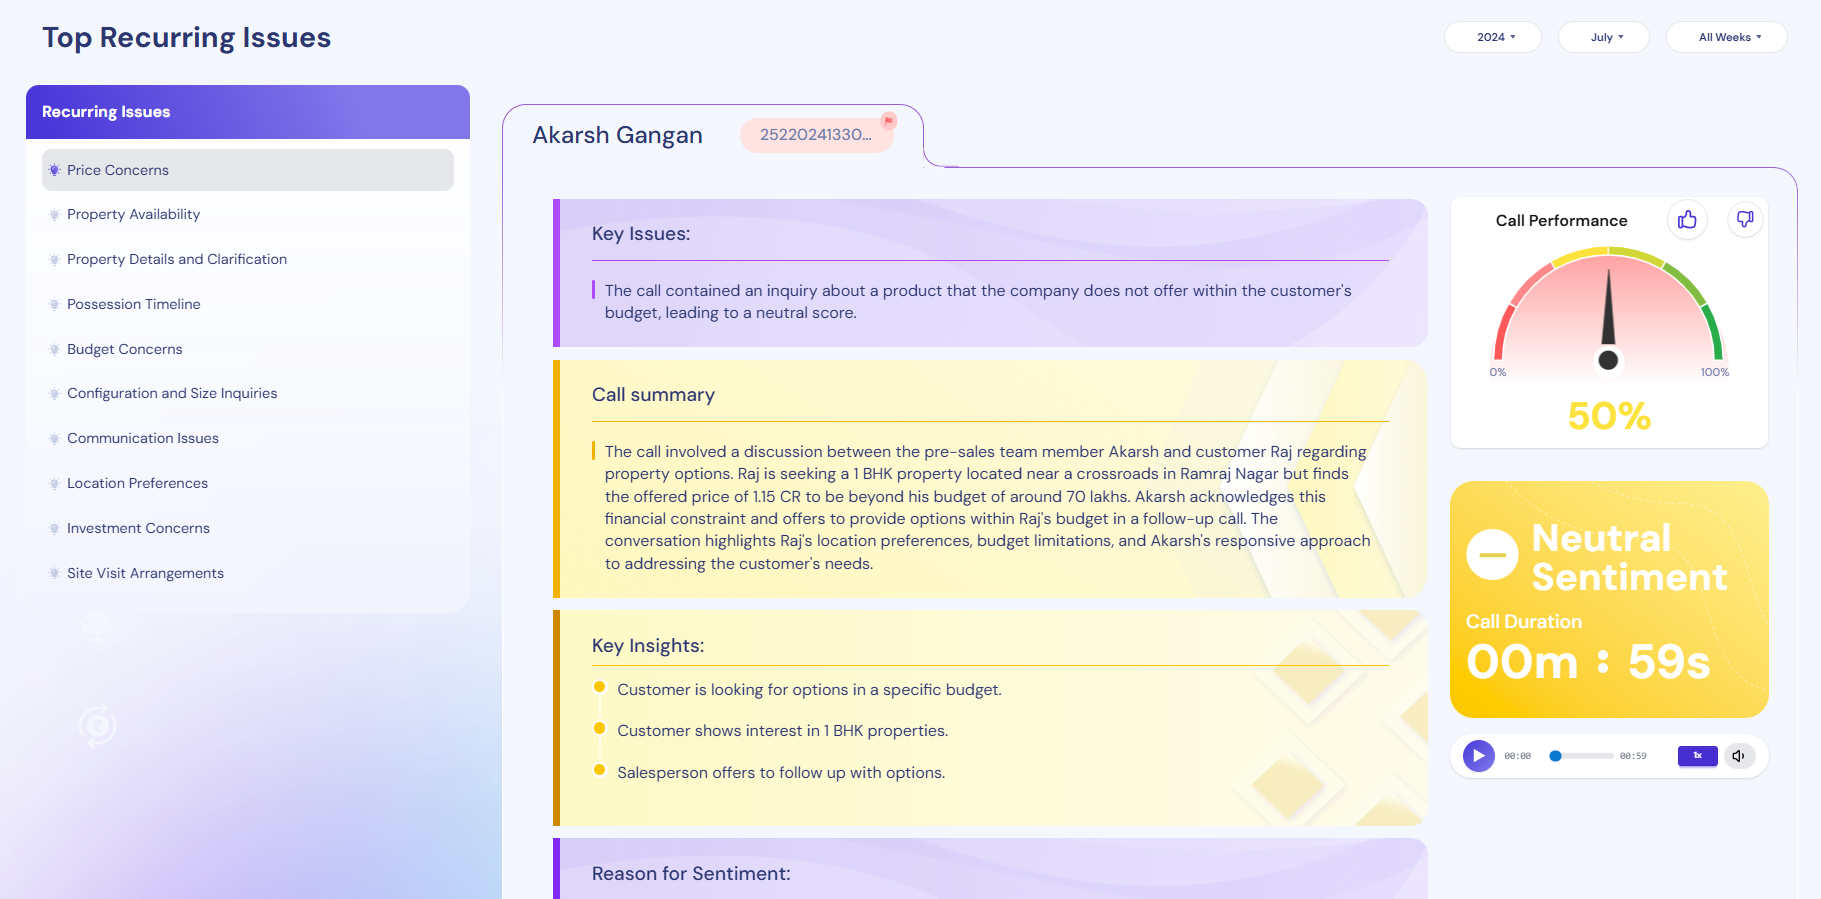 Top Recurring Issues
2024
July
All Weeks
Recurring Issues
Price Concerns
Property Availability
Property Details and Clarification
Possession Timeline
Budget Concerns
Configuration and Size Inquiries
Communication Issues
Location Preferences
Investment Concerns
Site Visit Arrangements
Akarsh Gangan
25220241330...
Key Issues:
The call contained an inquiry about a product that the company does not offer within the customer's
budget, leading to a neutral score.
Call summary
The call involved a discussion between the pre-sales team member Akarsh and customer Raj regarding
property options. Raj is seeking a 1 BHK property located near a crossroads in Ramraj Nagar but finds
the offered price of 1.15 CR to be beyond his budget of around 70 lakhs. Akarsh acknowledges this
financial constraint and offers to provide options within Raj's budget in a follow-up call. The
conversation highlights Raj's location preferences, budget limitations, and Akarsh's responsive approach
to addressing the customer's needs.
Key Insights:
Customer is looking for options in a specific budget.
Customer shows interest in 1 BHK properties.
Salesperson offers to follow up with options.
Reason for Sentiment:
Call Performance
0%
100%
50%
Neutral
Sentiment
Call Duration
00m : 59s
00:00
00:59
1x